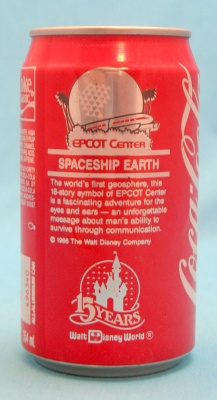 EPCOT CENTER
SPACESHIP EARTH
The world's first geosphere, this
18-story symbol of EPCOT Center
is a fascinating adventure for the
eyes and ears — an unforgettable
message about man's ability to
survive through communication.
© 1986 The Walt Disney Company
15 YEARS
Walt Disney World ®
Coca-Cola